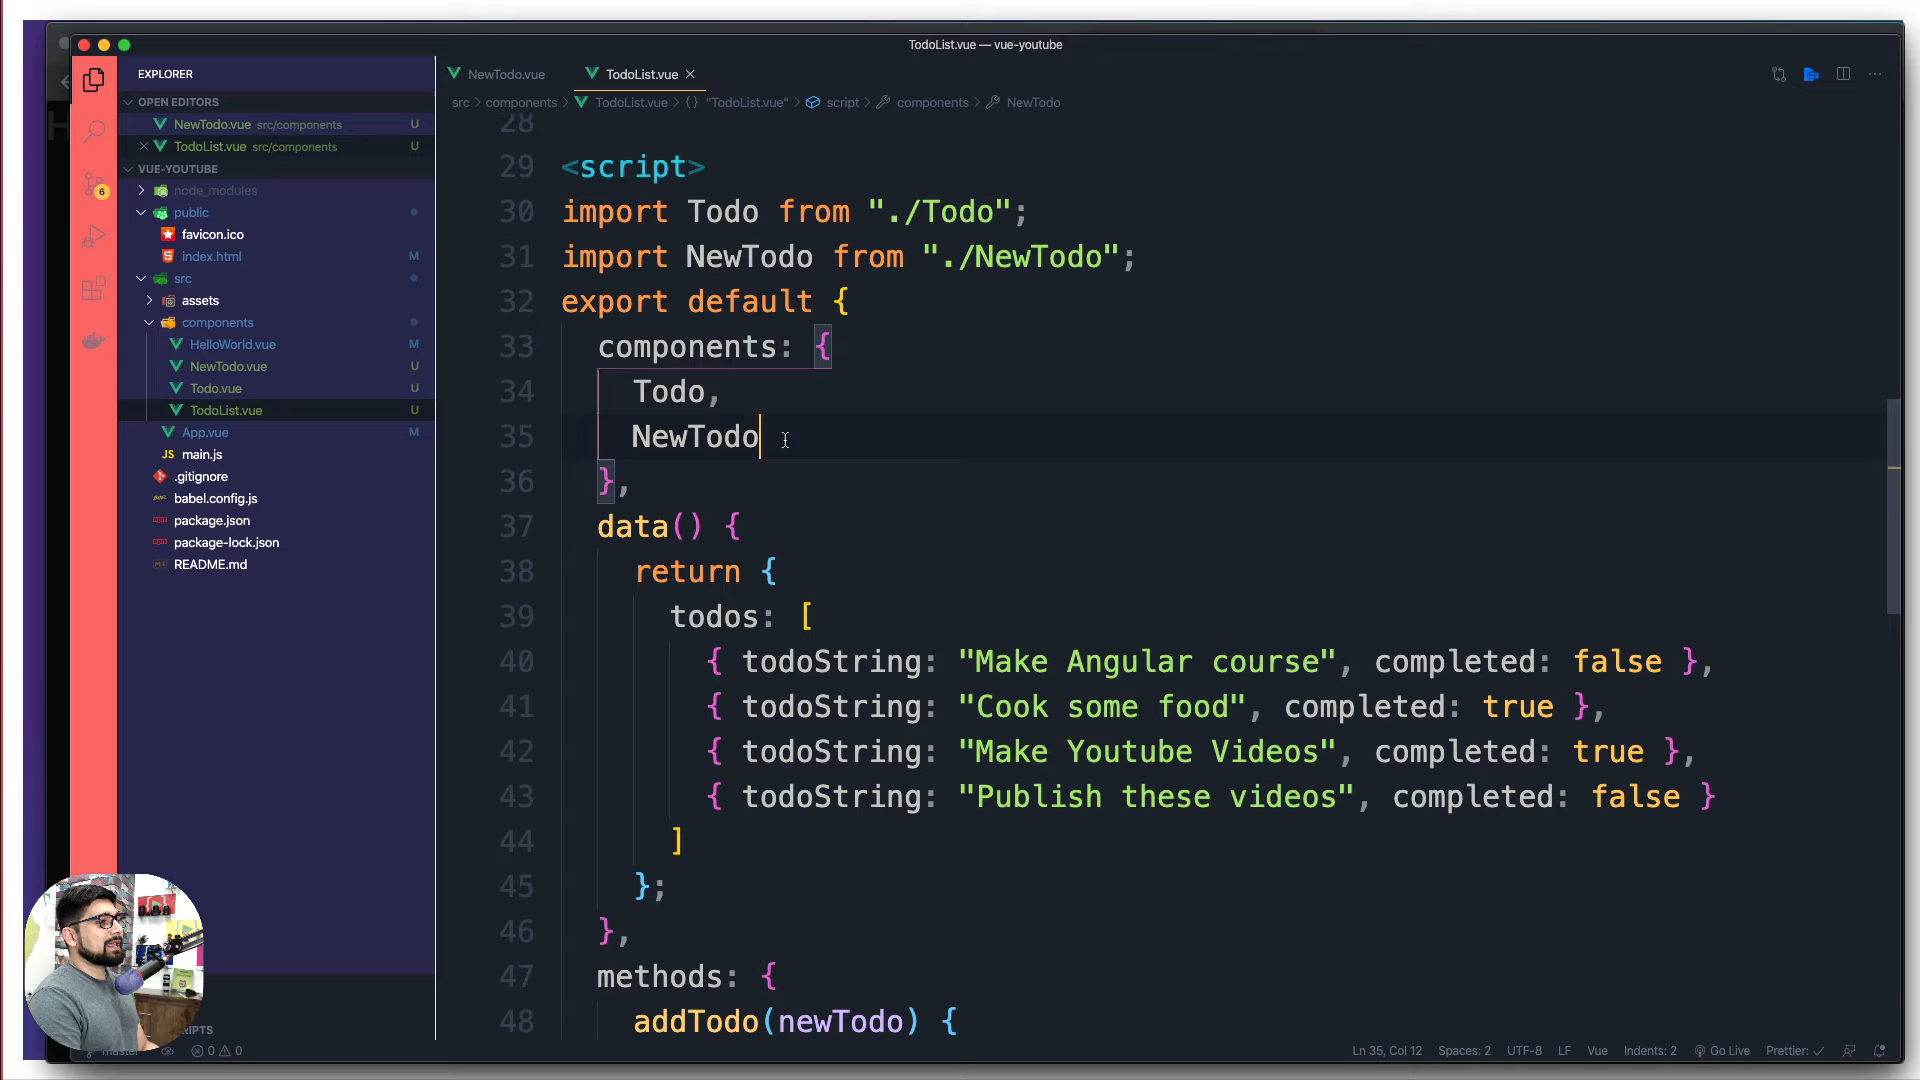 TodoList.vue — vue-youtube
EXPLORER
NewTodo.vue
TodoList.vue
OPEN EDITORS
src > components > TodoList.vue > {} "TodoList.vue" > script > components > NewTodo
NewTodo.vue src/components U
TodoList.vue src/components U
VUE-YOUTUBE
6
node_modules
public
favicon.ico
index.html M
src
assets
components
HelloWorld.vue M
NewTodo.vue U
Todo.vue U
TodoList.vue U
App.vue M
JS main.js
.gitignore
babel.config.js
package.json
package-lock.json
README.md
28
29 <script>
30 import Todo from "./Todo";
31 import NewTodo from "./NewTodo";
32 export default {
33 components: {
34 Todo,
35 NewTodo
36 },
37 data() {
38 return {
39 todos: [
40 { todoString: "Make Angular course", completed: false },
41 { todoString: "Cook some food", completed: true },
42 { todoString: "Make Youtube Videos", completed: true },
43 { todoString: "Publish these videos", completed: false }
44 ]
45 };
46 },
47 methods: {
48 addTodo(newTodo) {
RIPTS
master 0 0
Ln 35, Col 12 Spaces: 2 UTF-8 LF Vue Indents: 2 Go Live Prettier: ✓